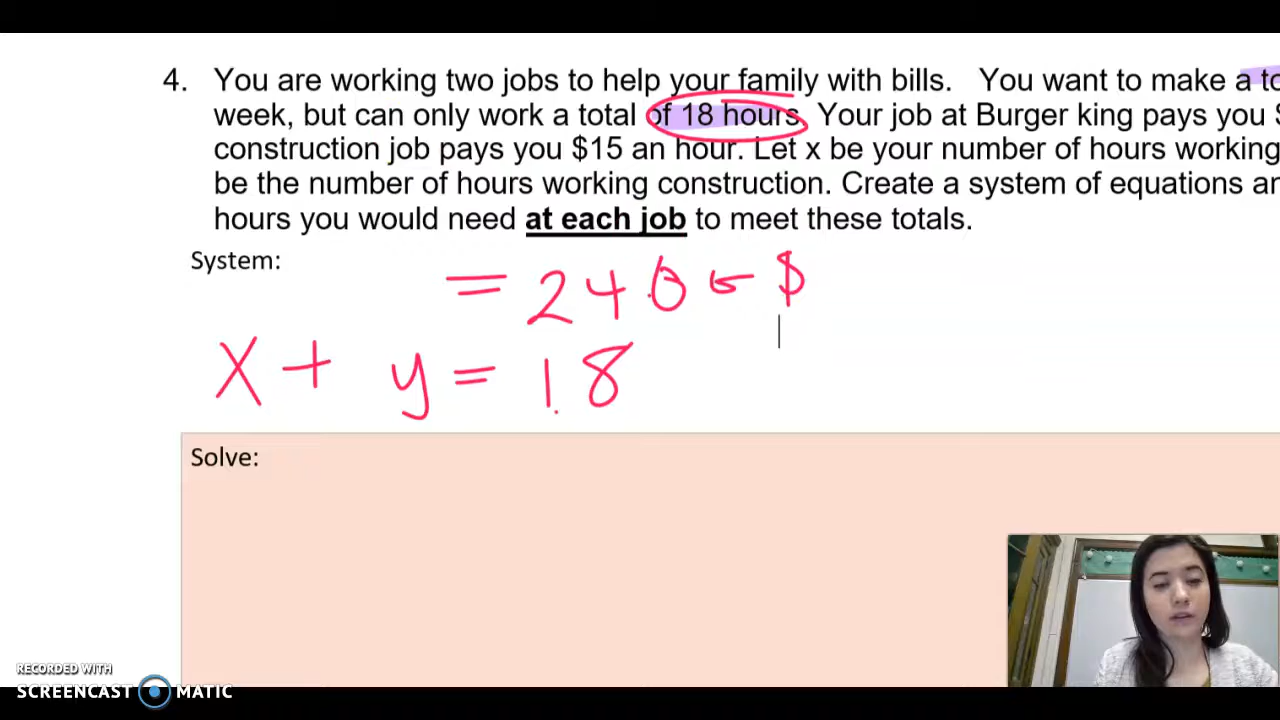 4. You are working two jobs to help your family with bills. You want to make a to
week, but can only work a total of 18 hours. Your job at Burger king pays you $
construction job pays you $15 an hour. Let x be your number of hours working
be the number of hours working construction. Create a system of equations an
hours you would need at each job to meet these totals.
System:
= 240 ← $
x + y = 18
Solve:
RECORDED WITH
SCREENCAST MATIC